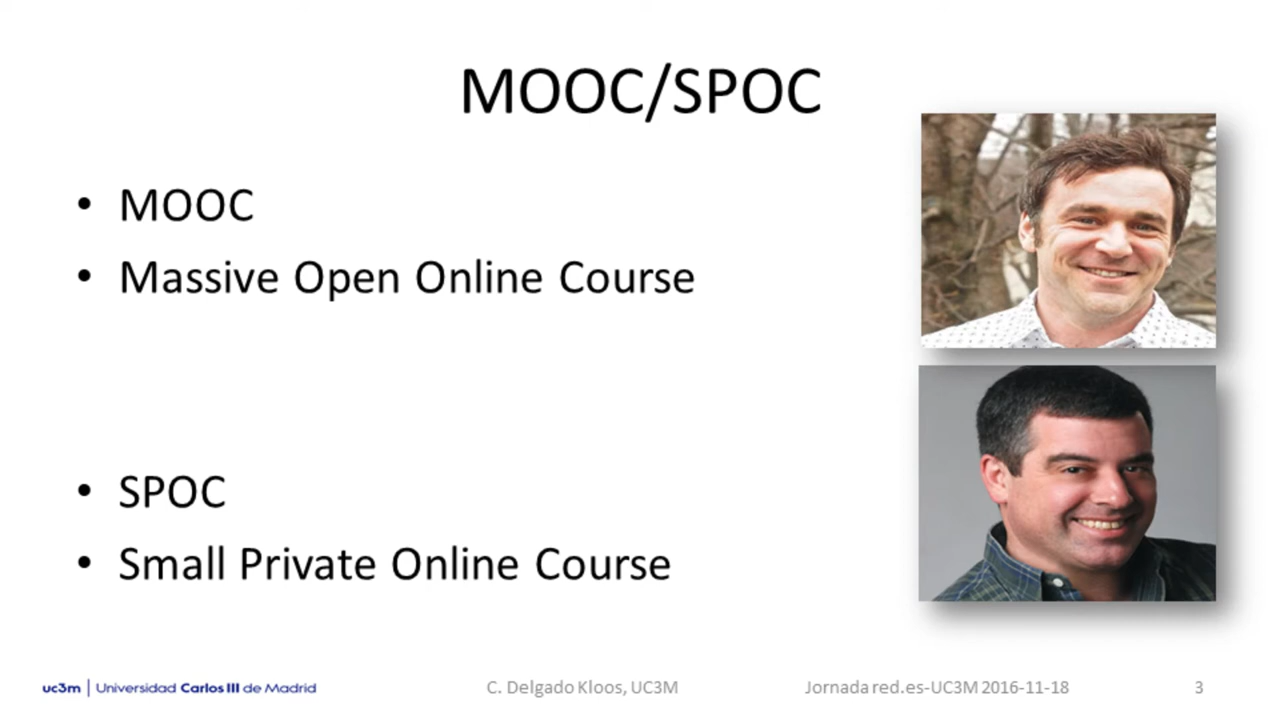 MOOC/SPOC
• MOOC
• Massive Open Online Course
• SPOC
• Small Private Online Course
uc3m | Universidad Carlos III de Madrid
C. Delgado Kloos, UC3M
Jornada red.es-UC3M 2016-11-18
3